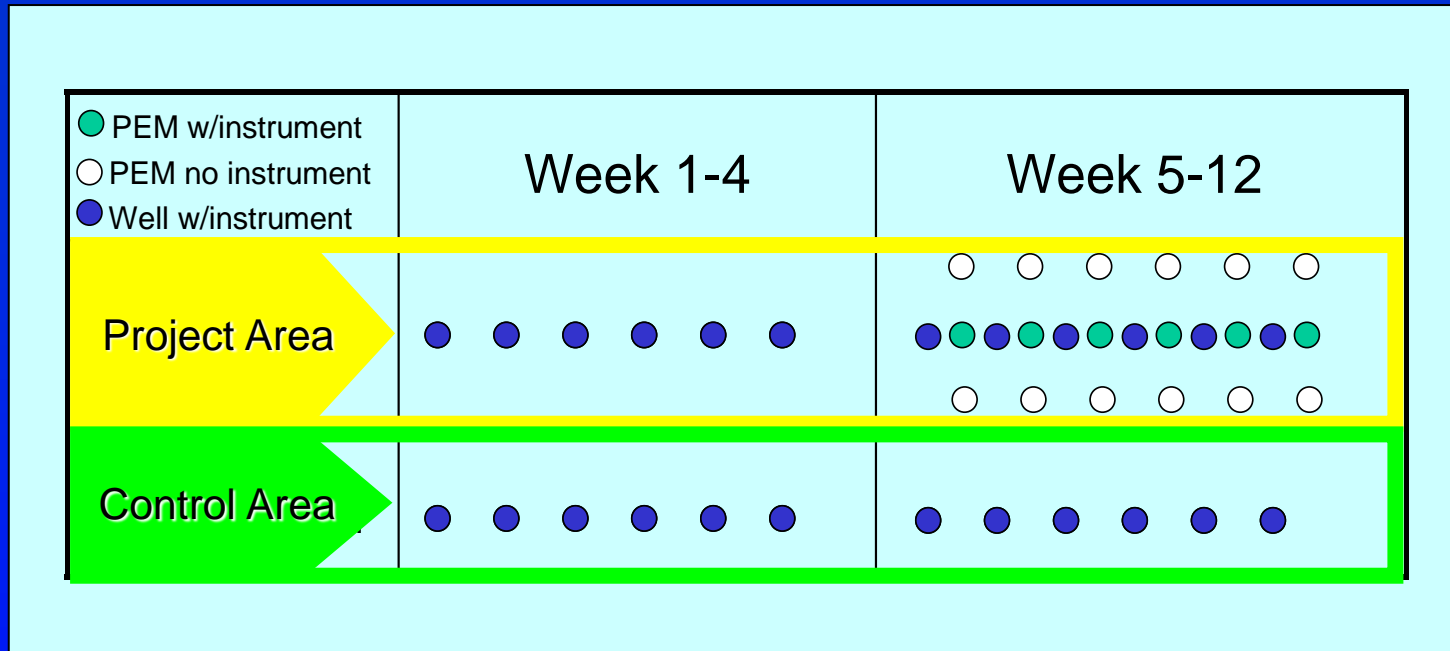 PEM w/instrument
PEM no instrument
Well w/instrument
Week 1-4
Week 5-12
Project Area
Control Area